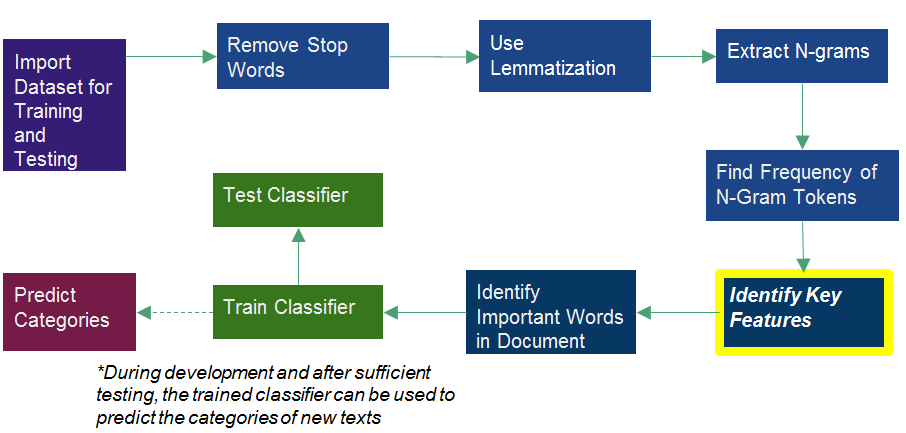 Import
Dataset for
Training
and
Testing
Remove Stop
Words
Use
Lemmatization
Extract N-grams
Find Frequency of
N-Gram Tokens
Identify Key
Features
Identify
Important Words
in Document
Train Classifier
Test Classifier
Predict
Categories
*During development and after sufficient
testing, the trained classifier can be used to
predict the categories of new texts